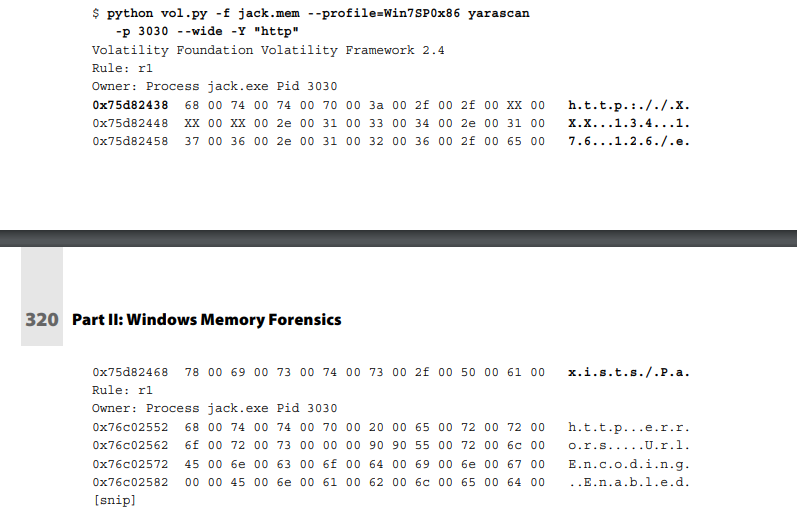 $ python vol.py -f jack.mem --profile=Win7SP0x86 yarascan
-p 3030 --wide -Y "http"
Volatility Foundation Volatility Framework 2.4
Rule: r1
Owner: Process jack.exe Pid 3030
0x75d82438 68 00 74 00 74 00 70 00 3a 00 2f 00 2f 00 XX 00 h.t.t.p.:././.X.
0x75d82448 XX 00 XX 00 2e 00 31 00 33 00 34 00 2e 00 31 00 X.X...1.3.4...1.
0x75d82458 37 00 36 00 2e 00 31 00 32 00 36 00 2f 00 65 00 7.6...1.2.6./.e.
320 Part II: Windows Memory Forensics
0x75d82468 78 00 69 00 73 00 74 00 73 00 2f 00 50 00 61 00 x.i.s.t.s./.P.a.
Rule: r1
Owner: Process jack.exe Pid 3030
0x76c02552 68 00 74 00 74 00 70 00 20 00 65 00 72 00 72 00 h.t.t.p...e.r.r.
0x76c02562 6f 00 72 00 73 00 00 00 90 90 55 00 72 00 6c 00 o.r.s.....U.r.l.
0x76c02572 45 00 6e 00 63 00 6f 00 64 00 69 00 6e 00 67 00 E.n.c.o.d.i.n.g.
0x76c02582 00 00 45 00 6e 00 61 00 62 00 6c 00 65 00 64 00 ..E.n.a.b.l.e.d.
[snip]